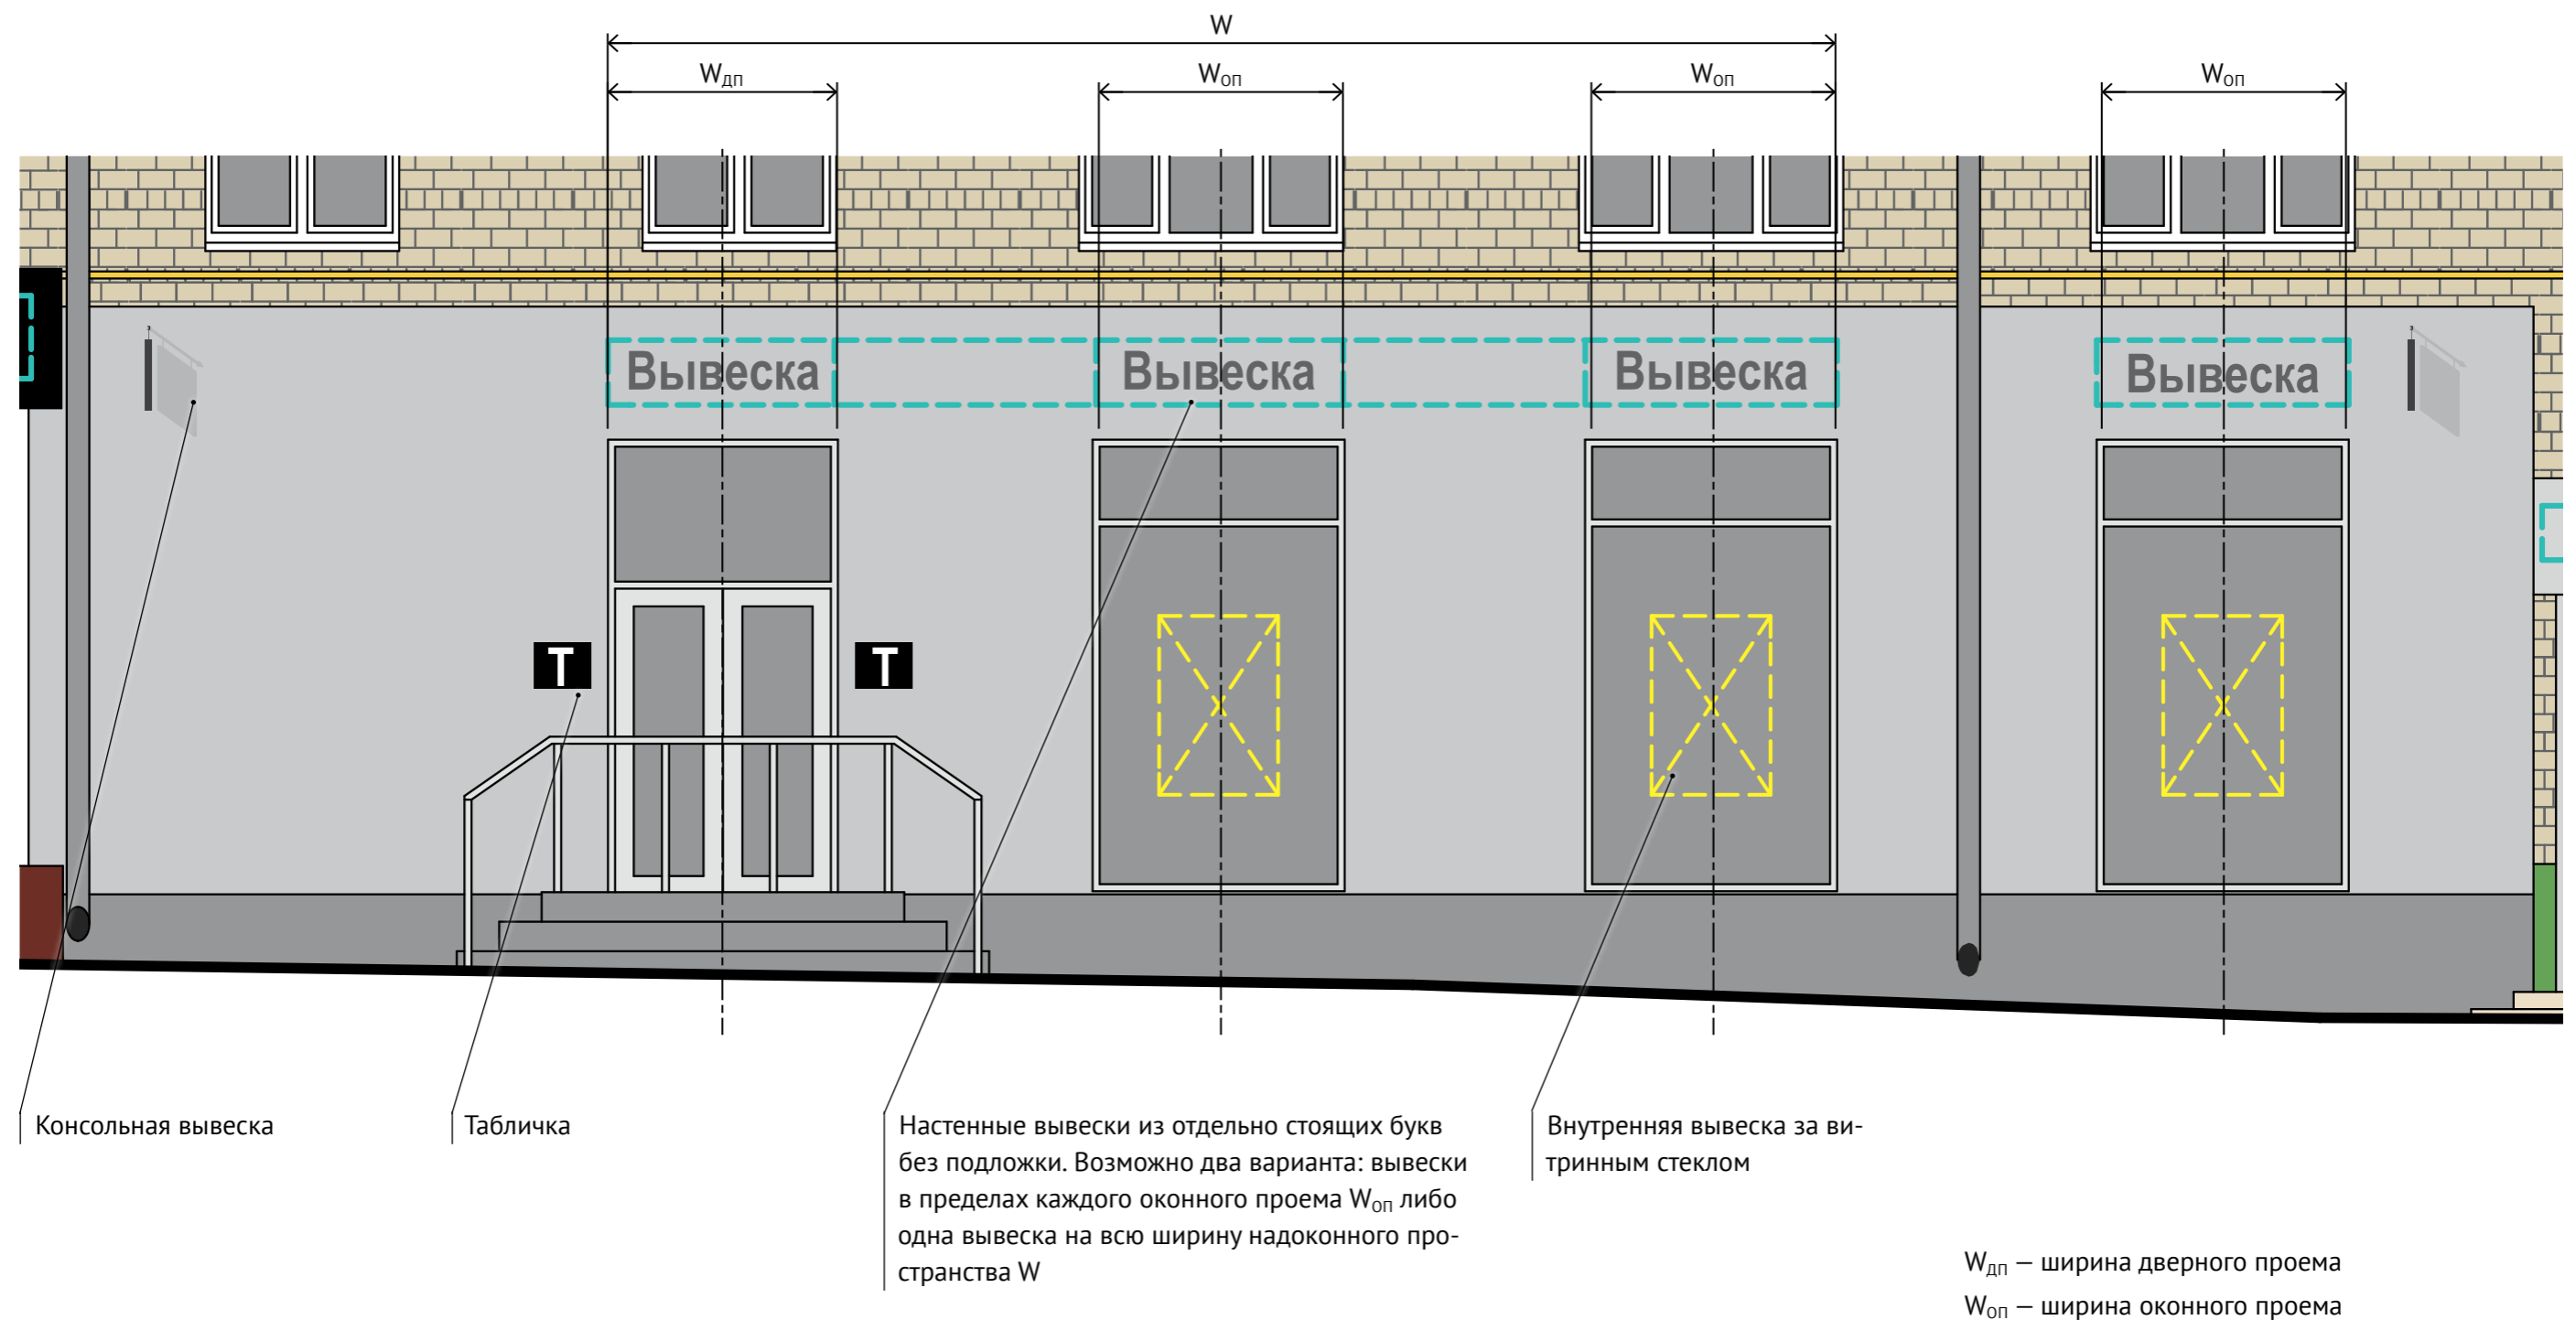 W
Wдп Wоп Wоп Wоп
Вывеска Вывеска Вывеска Вывеска
T T
Консольная вывеска
Табличка
Настенные вывески из отдельно стоящих букв
без подложки. Возможно два варианта: вывески
в пределах каждого оконного проема Wоп либо
одна вывеска на всю ширину надоконного про-
странства W
Внутренняя вывеска за ви-
тринным стеклом
Wдп — ширина дверного проема
Wоп — ширина оконного проема